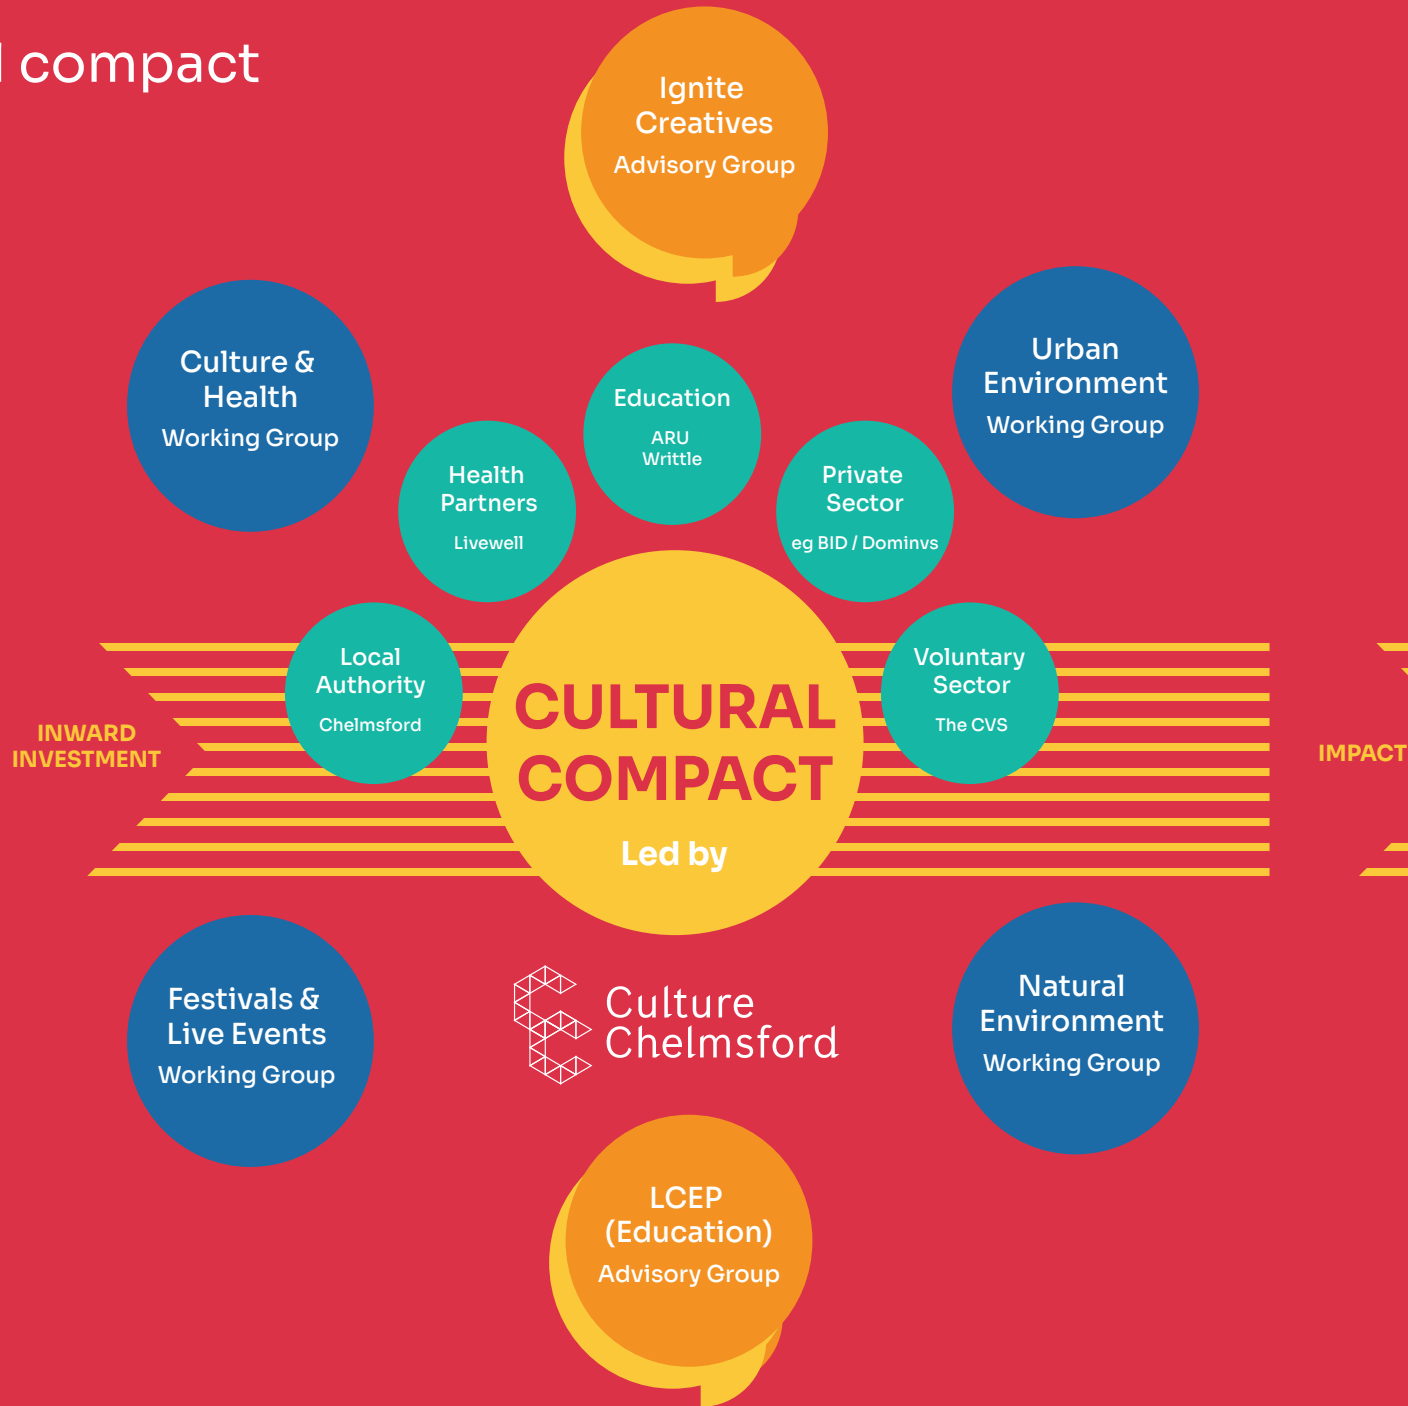 compact
Ignite
Creatives
Advisory Group
Culture &
Health
Working Group
Urban
Environment
Working Group
Education
ARU
Writtle
Health
Partners
Livewell
Private
Sector
eg BID / Dominvs
Local
Authority
Chelmsford
Voluntary
Sector
The CVS
INWARD
INVESTMENT
CULTURAL
COMPACT
Led by
IMPACT
Festivals &
Live Events
Working Group
Culture
Chelmsford
Natural
Environment
Working Group
LCEP
(Education)
Advisory Group